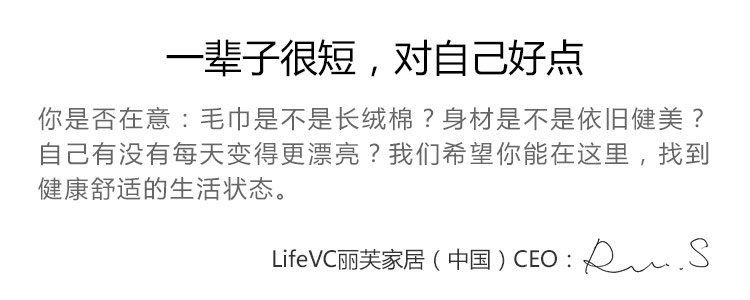 一辈子很短，对自己好点
你是否在意：毛巾是不是长绒棉？身材是不是依旧健美？
自己有没有每天变得更漂亮？我们希望你能在这里，找到
健康舒适的生活状态。
LifeVC丽芙家居（中国）CEO：